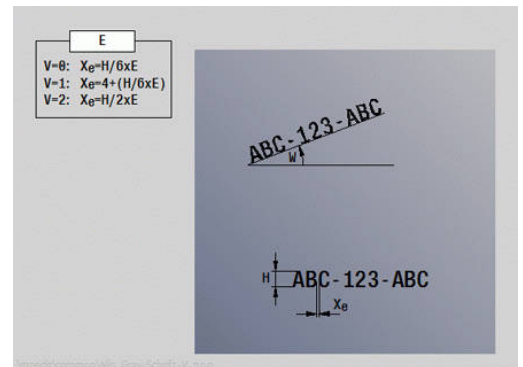 E
V=0: Xe=H/6xE
V=1: Xe=4+(H/6xE)
V=2: Xe=H/2xE
ABC-123-ABC
W
H
ABC-123-ABC
Xe